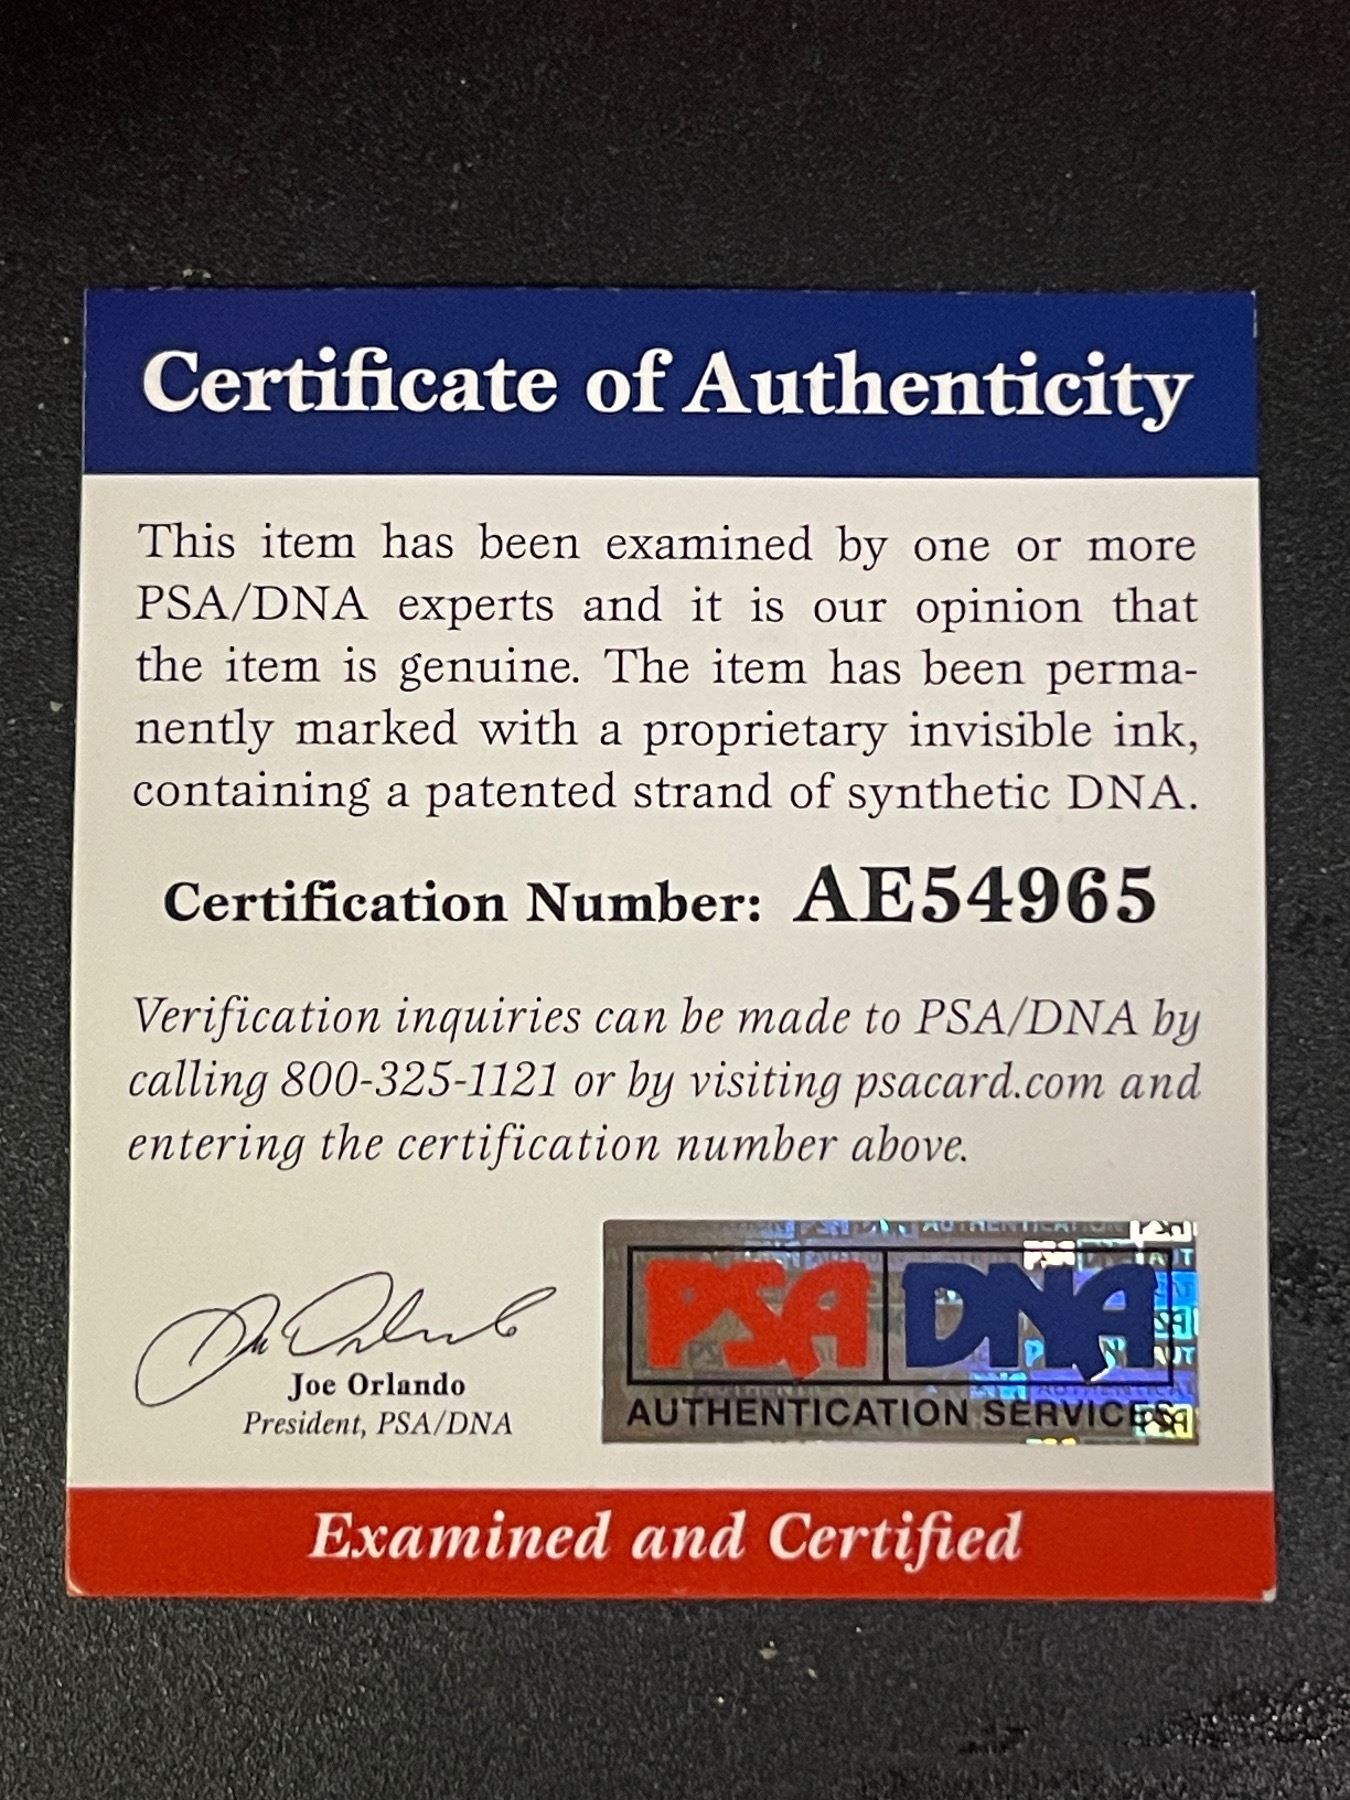 Certificate of Authenticity
This item has been examined by one or more
PSA/DNA experts and it is our opinion that
the item is genuine. The item has been perma-
nently marked with a proprietary invisible ink,
containing a patented strand of synthetic DNA.
Certification Number: AE54965
Verification inquiries can be made to PSA/DNA by
calling 800-325-1121 or by visiting psacard.com and
entering the certification number above.
Joe Orlando
President, PSA/DNA
PSA DNA
AUTHENTICATION SERVICES
Examined and Certified